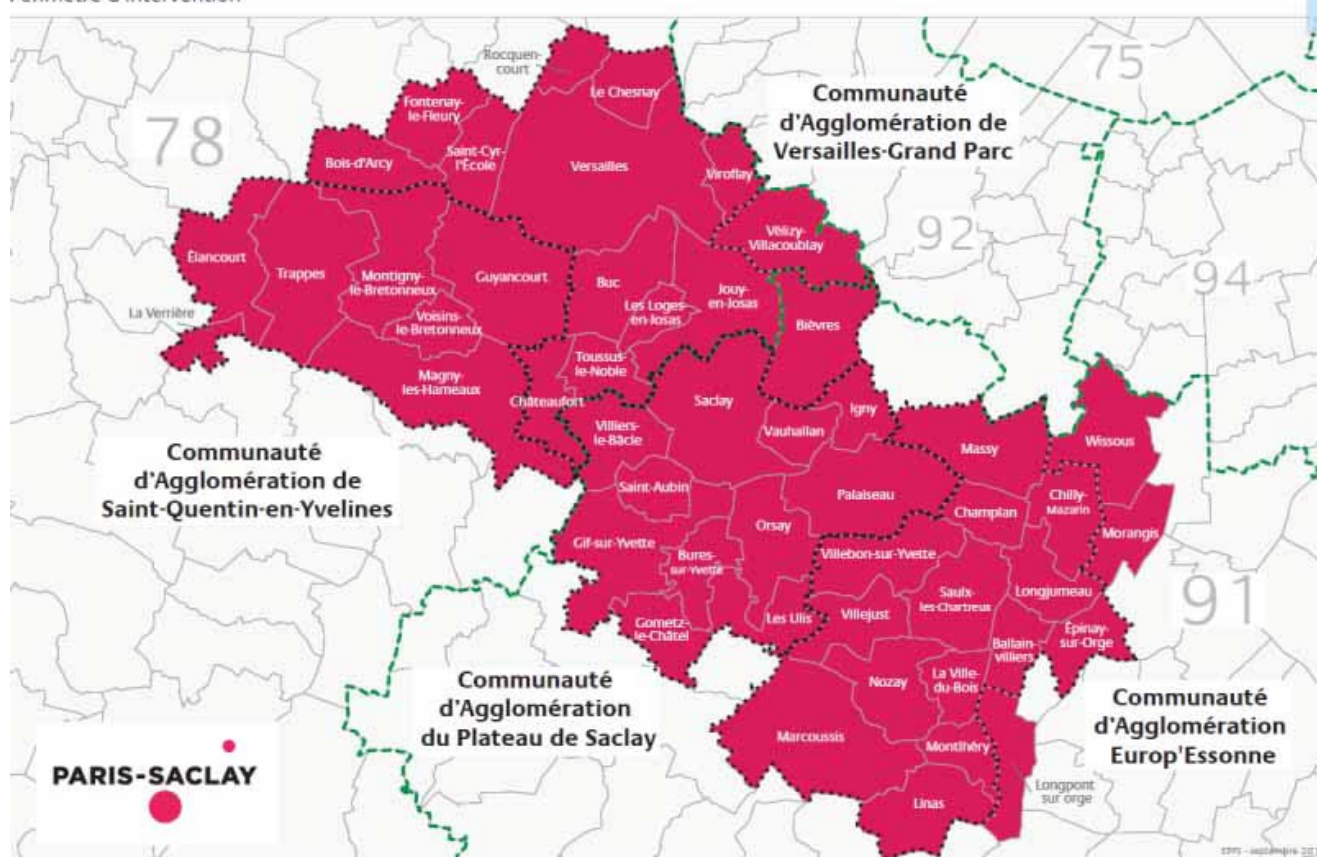 Périmètre d'intervention
75
Rocquen-
court
Le Chesnay
Communauté
d'Agglomération de
Versailles-Grand Parc
Fontenay-
le-Fleury
78
Saint-Cyr-
l'École
Bois-d'Arcy
Versailles
Viroflay
Vélizy-
Villacoublay
92
94
Élancourt
Trappes
Montigny-
le-Bretonneux
Guyancourt
Buc
Jouy-
en-Josas
Les Loges-
en-Josas
La Verrière
Voisins-
le-Bretonneux
Bièvres
Toussus-
le-Noble
Magny-
les-Hameaux
Châteaufort
Saclay
Igny
Villiers-
le-Bâcle
Vauhallan
Massy
Wissous
Communauté
d'Agglomération de
Saint-Quentin-en-Yvelines
Saint-Aubin
Palaiseau
Chilly-
Mazarin
Champlan
Orsay
Morangis
Gif-sur-Yvette
Bures-
sur-Yvette
Villebon-sur-Yvette
Saulx-
les-Chartreux
Longjumeau
91
Gometz-
le-Châtel
Les Ulis
Villejust
Ballain-
villiers
Épinay-
sur-Orge
Communauté
d'Agglomération
du Plateau de Saclay
Nozay
La Ville-
du-Bois
Communauté
d'Agglomération
Europ'Essonne
Marcoussis
Montlhéry
PARIS-SACLAY
Linas
Longpont
sur orge
EPPS - septembre 201